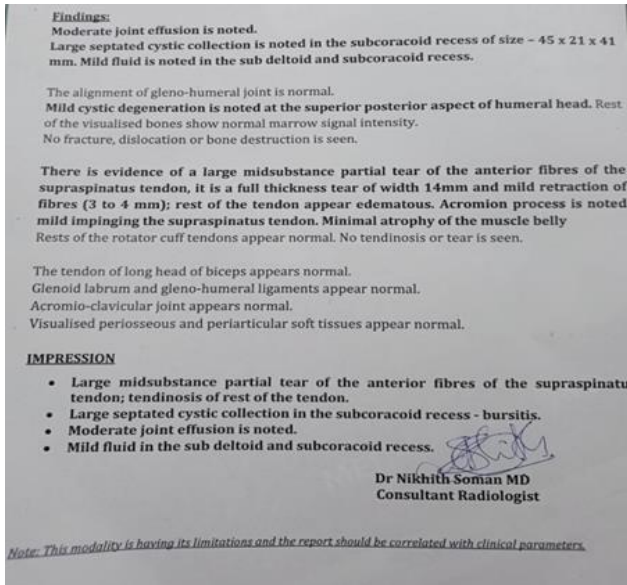 Findings:
Moderate joint effusion is noted.
Large septated cystic collection is noted in the subcoracoid recess of size – 45 x 21 x 41
mm. Mild fluid is noted in the sub deltoid and subcoracoid recess.
The alignment of gleno-humeral joint is normal.
Mild cystic degeneration is noted at the superior posterior aspect of humeral head. Rest
of the visualised bones show normal marrow signal intensity.
No fracture, dislocation or bone destruction is seen.
There is evidence of a large midsubstance partial tear of the anterior fibres of the
supraspinatus tendon, it is a full thickness tear of width 14mm and mild retraction of
fibres (3 to 4 mm); rest of the tendon appear edematous. Acromion process is noted
mild impinging the supraspinatus tendon. Minimal atrophy of the muscle belly
Rests of the rotator cuff tendons appear normal. No tendinosis or tear is seen.
The tendon of long head of biceps appears normal.
Glenoid labrum and gleno-humeral ligaments appear normal.
Acromio-clavicular joint appears normal.
Visualised periosseous and periarticular soft tissues appear normal.
IMPRESSION
• Large midsubstance partial tear of the anterior fibres of the supraspinatu
tendon; tendinosis of rest of the tendon.
• Large septated cystic collection in the subcoracoid recess - bursitis.
• Moderate joint effusion is noted.
• Mild fluid in the sub deltoid and subcoracoid recess.
Dr Nikhith Soman MD
Consultant Radiologist
Note: This modality is having its limitations and the report should be correlated with clinical parameters.